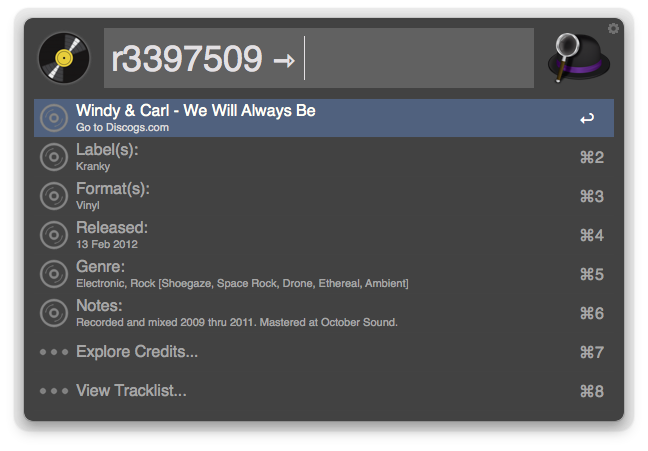 r3397509 →
Windy & Carl - We Will Always Be
Go to Discogs.com
↩
Label(s):
Kranky
⌘2
Format(s):
Vinyl
⌘3
Released:
13 Feb 2012
⌘4
Genre:
Electronic, Rock [Shoegaze, Space Rock, Drone, Ethereal, Ambient]
⌘5
Notes:
Recorded and mixed 2009 thru 2011. Mastered at October Sound.
⌘6
Explore Credits...
⌘7
View Tracklist...
⌘8